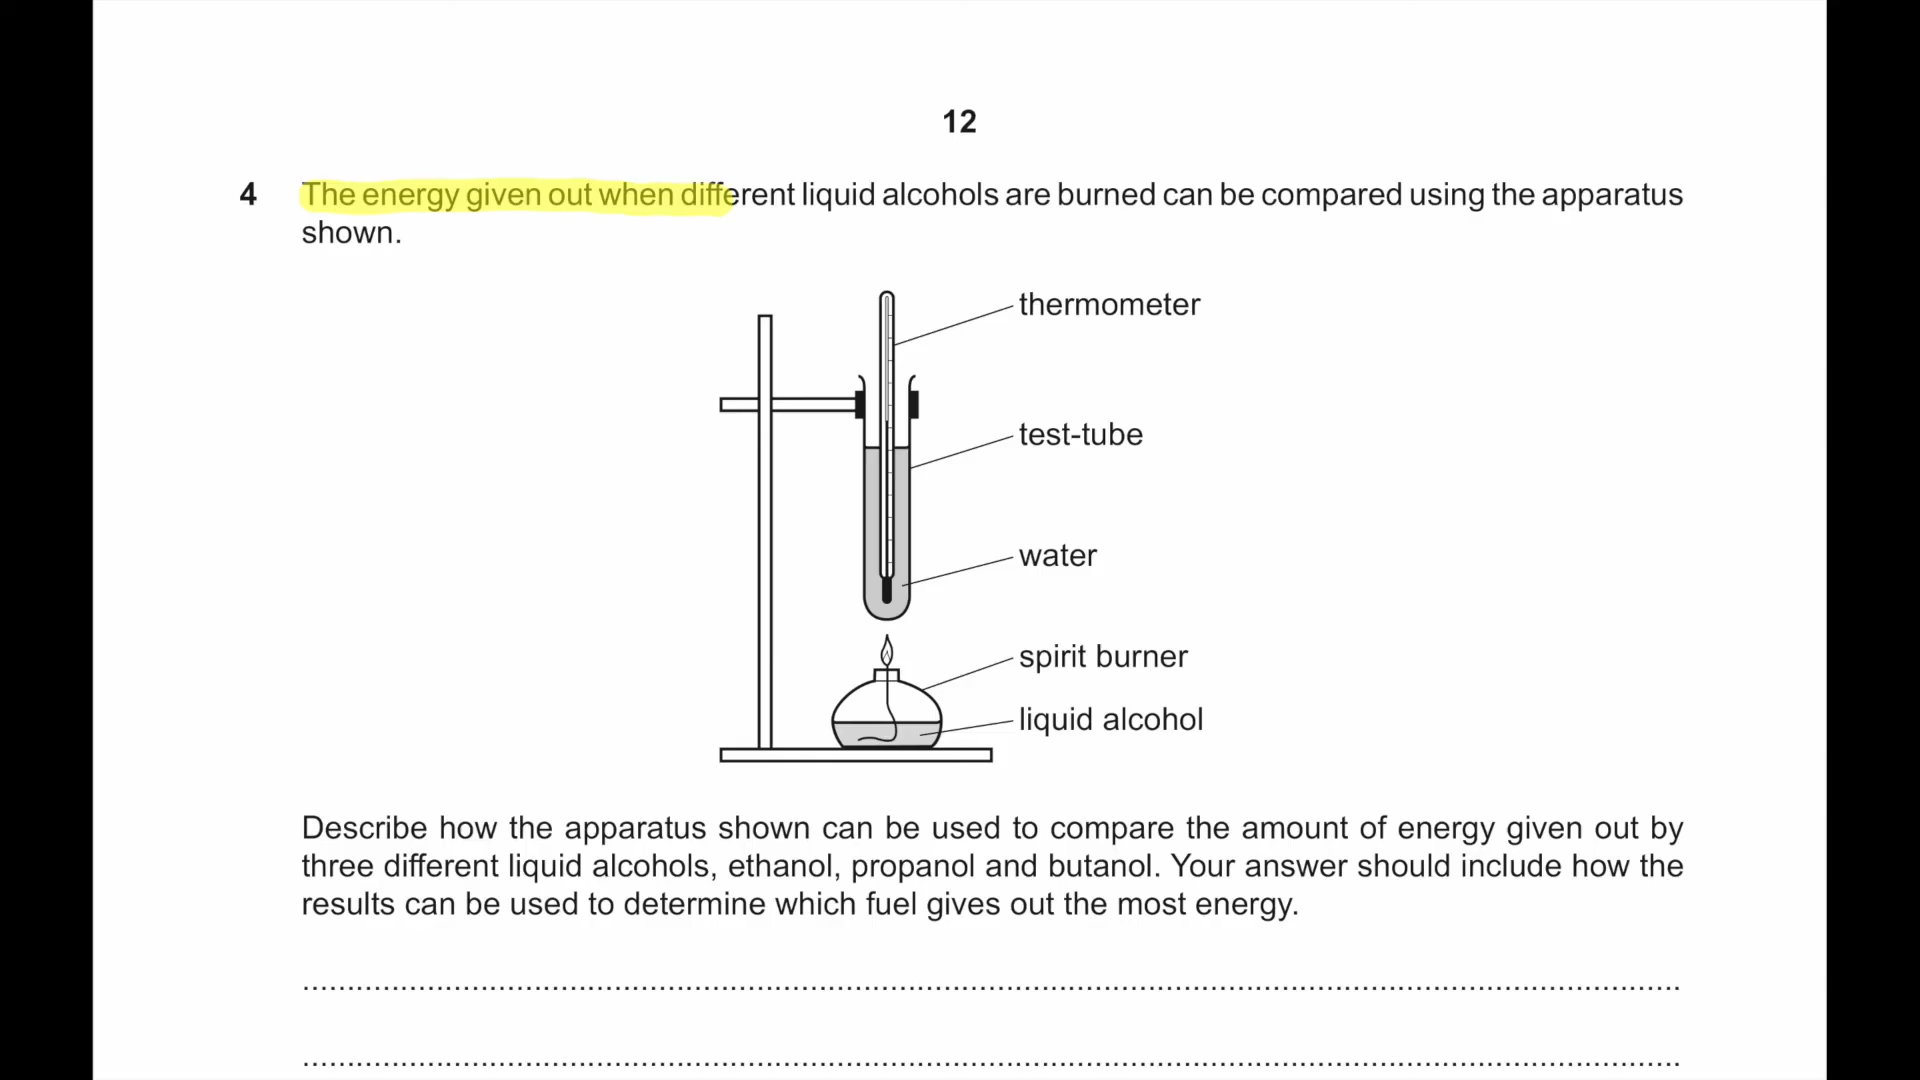 12
4 The energy given out when different liquid alcohols are burned can be compared using the apparatus
shown.
thermometer
test-tube
water
spirit burner
liquid alcohol
Describe how the apparatus shown can be used to compare the amount of energy given out by
three different liquid alcohols, ethanol, propanol and butanol. Your answer should include how the
results can be used to determine which fuel gives out the most energy.